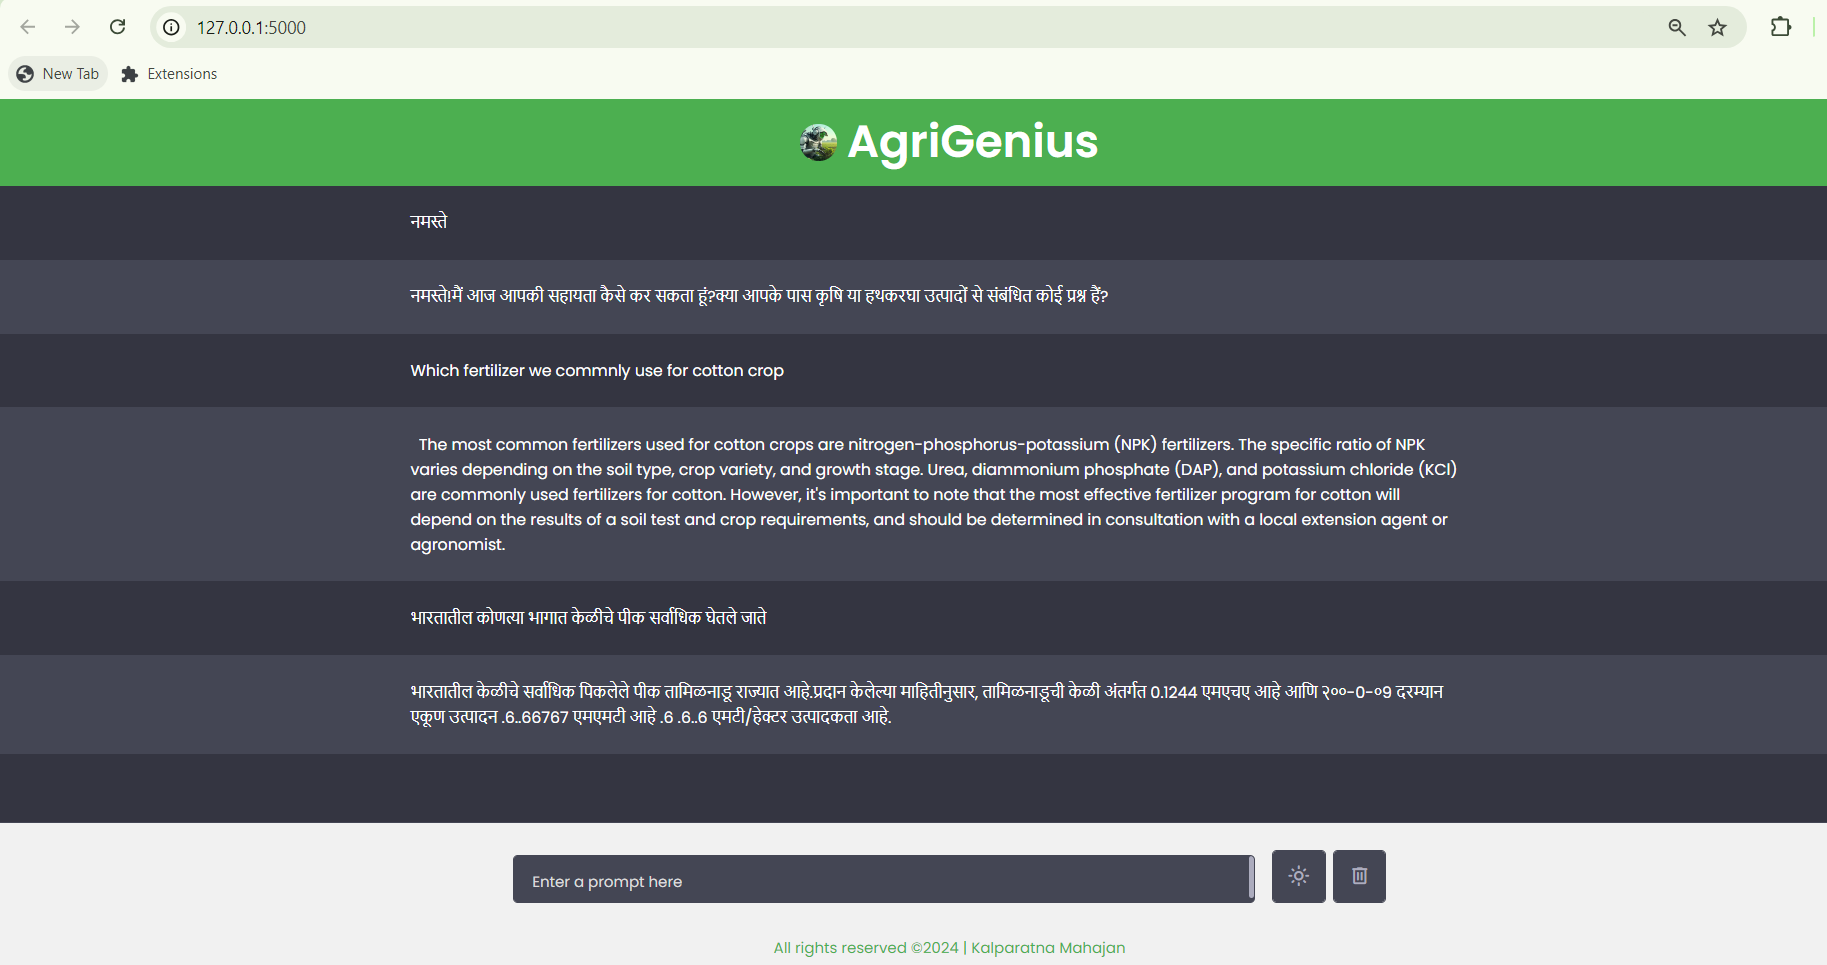 127.0.0.1:5000
New Tab Extensions
AgriGenius
नमस्ते
नमस्ते!मैं आज आपकी सहायता कैसे कर सकता हूं?क्या आपके पास कृषि या हथकरघा उत्पादों से संबंधित कोई प्रश्न हैं?
Which fertilizer we commnly use for cotton crop
The most common fertilizers used for cotton crops are nitrogen-phosphorus-potassium (NPK) fertilizers. The specific ratio of NPK
varies depending on the soil type, crop variety, and growth stage. Urea, diammonium phosphate (DAP), and potassium chloride (KCl)
are commonly used fertilizers for cotton. However, it's important to note that the most effective fertilizer program for cotton will
depend on the results of a soil test and crop requirements, and should be determined in consultation with a local extension agent or
agronomist.
भारतातील कोणत्या भागात केळीचे पीक सर्वाधिक घेतले जाते
भारतातील केळीचे सर्वाधिक पिकलेले पीक तामिळनाडू राज्यात आहे.प्रदान केलेल्या माहितीनुसार, तामिळनाडूची केळी अंतर्गत 0.1244 एमएचए आहे आणि २००-0-०9 दरम्यान
एकूण उत्पादन .6..66767 एमएमटी आहे .6 .6..6 एमटी/हेक्टर उत्पादकता आहे.
Enter a prompt here
All rights reserved ©2024 | Kalparatna Mahajan